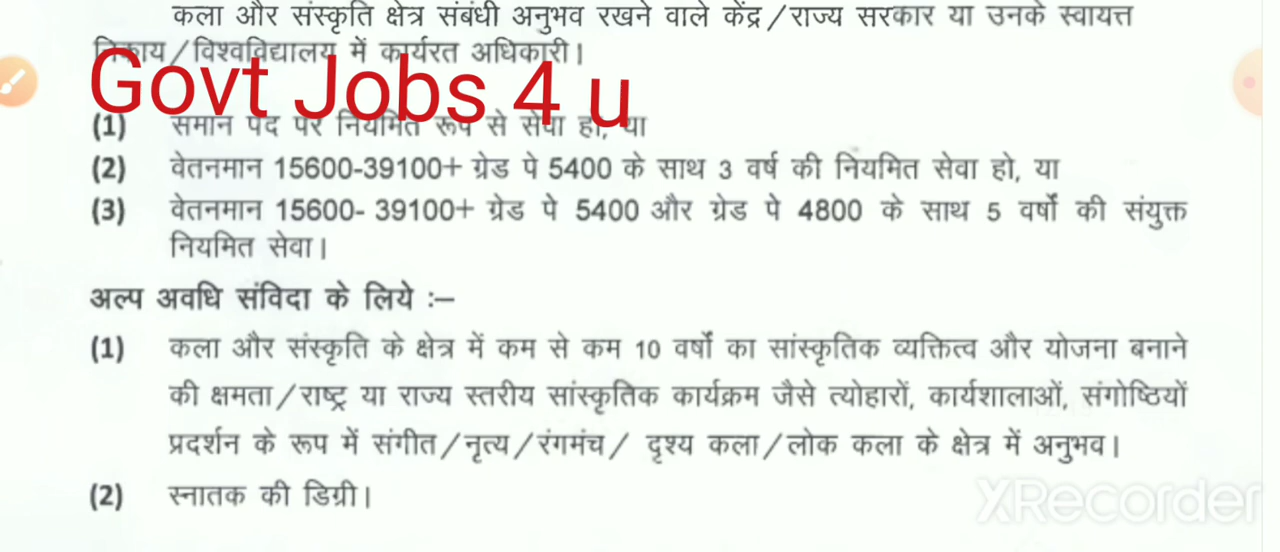 कला और संस्कृति क्षेत्र संबंधी अनुभव रखने वाले केंद्र/राज्य सरकार या उनके स्वायत्त
निकाय/विश्वविद्यालय में कार्यरत अधिकारी।
Govt Jobs 4 u
(1) समान पद पर नियमित रूप से सेवा हो, या
(2) वेतनमान 15600-39100+ ग्रेड पे 5400 के साथ 3 वर्ष की नियमित सेवा हो, या
(3) वेतनमान 15600- 39100+ ग्रेड पे 5400 और ग्रेड पे 4800 के साथ 5 वर्षों की संयुक्त
नियमित सेवा।
अल्प अवधि संविदा के लिये :–
(1) कला और संस्कृति के क्षेत्र में कम से कम 10 वर्षों का सांस्कृतिक व्यक्तित्व और योजना बनाने
की क्षमता/राष्ट्र या राज्य स्तरीय सांस्कृतिक कार्यक्रम जैसे त्योहारों, कार्यशालाओं, संगोष्ठियों
प्रदर्शन के रूप में संगीत/नृत्य/रंगमंच/ दृश्य कला/लोक कला के क्षेत्र में अनुभव।
(2) स्नातक की डिग्री।
XRecorder